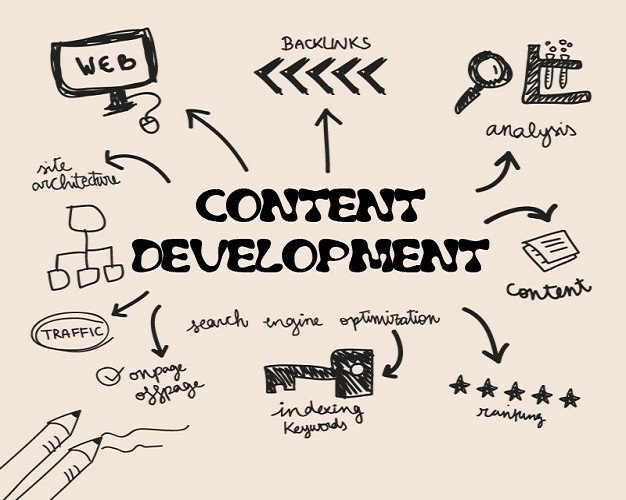 WEB
BACKLINKS
analysis
site
architecture
CONTENT
DEVELOPMENT
content
TRAFFIC
search engine optimization
onpage
offpage
indexing
keywords
ranking